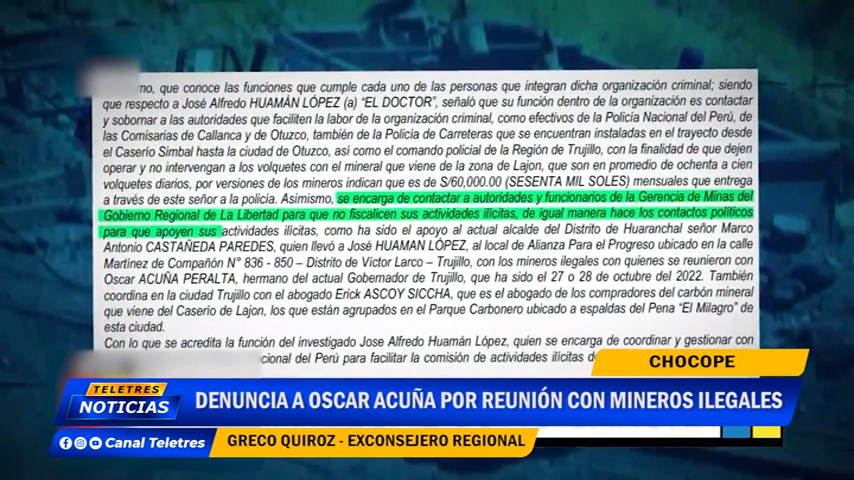 mo, que conoce las funciones que cumple cada uno de las personas que integran dicha organización criminal; siendo
que respecto a José Alfredo HUAMÁN LÓPEZ (a) “EL DOCTOR”, señaló que su función dentro de la organización es contactar
y sobornar a las autoridades que faciliten la labor de la organización criminal, como efectivos de la Policía Nacional del Perú, de
las Comisarias de Callanca y de Otuzco, también de la Policía de Carreteras que se encuentran instaladas en el trayecto desde
el Caserío Simbal hasta la ciudad de Otuzco, así como el comando policial de la Región de Trujillo, con la finalidad de que dejen
operar y no intervengan a los volquetes con el mineral que viene de la zona de Lajon, que son en promedio de ochenta a cien
volquetes diarios, por versiones de los mineros indican que es de S/60,000.00 (SESENTA MIL SOLES) mensuales que entrega
a través de este señor a la policía. Asimismo, se encarga de contactar a autoridades y funcionarios de la Gerencia de Minas del
Gobierno Regional de La Libertad para que no fiscalicen sus actividades ilícitas, de igual manera hace los contactos políticos
para que apoyen sus actividades ilícitas, como ha sido el apoyo al actual alcalde del Distrito de Huaranchal señor Marco
Antonio CASTAÑEDA PAREDES, quien llevó a José HUAMAN LÓPEZ, al local de Alianza Para el Progreso ubicado en la calle
Martinez de Compañón N° 836 - 850 – Distrito de Víctor Larco – Trujillo, con los mineros ilegales con quienes se reunieron con
Oscar ACUÑA PERALTA, hermano del actual Gobernador de Trujillo, que ha sido el 27 o 28 de octubre del 2022. También
coordina en la ciudad Trujillo con el abogado Erick ASCOY SICCHA, que es el abogado de los compradores del carbón mineral
que viene del Caserío de Lajon, los que están agrupados en el Parque Carbonero ubicado a espaldas del Pena “El Milagro” de
esta ciudad.
Con lo que se acredita la función del investigado Jose Alfredo Huamán López, quien se encarga de coordinar y gestionar con
cional del Perú para facilitar la comisión de actividades ilícitas de
CHOCOPE
TELETRES
NOTICIAS
DENUNCIA A OSCAR ACUÑA POR REUNIÓN CON MINEROS ILEGALES
Canal Teletres
GRECO QUIROZ - EXCONSEJERO REGIONAL